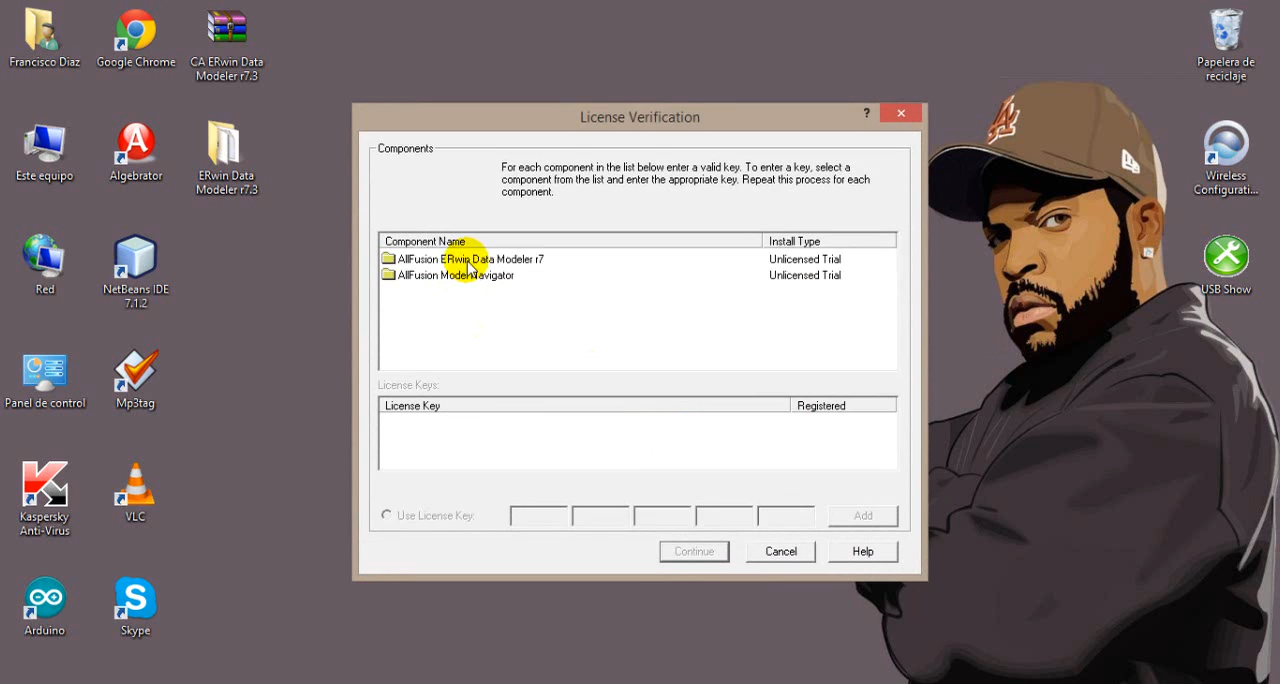 Francisco Diaz
Google Chrome
CA ERwin Data
Modeler r7.3
Papelera de
reciclaje
Este equipo
Algebrator
ERwin Data
Modeler r7.3
Wireless
Configurati...
Red
NetBeans IDE
7.1.2
USB Show
Panel de control
Mp3tag
Kaspersky
Anti-Virus
VLC
Arduino
Skype
License Verification
?
Components
For each component in the list below enter a valid key. To enter a key, select a
component from the list and enter the appropriate key. Repeat this process for each
component.
Component Name Install Type
AllFusion ERwin Data Modeler r7 Unlicensed Trial
AllFusion Model Navigator Unlicensed Trial
License Keys:
License Key Registered
Use License Key: Add
Continue Cancel Help